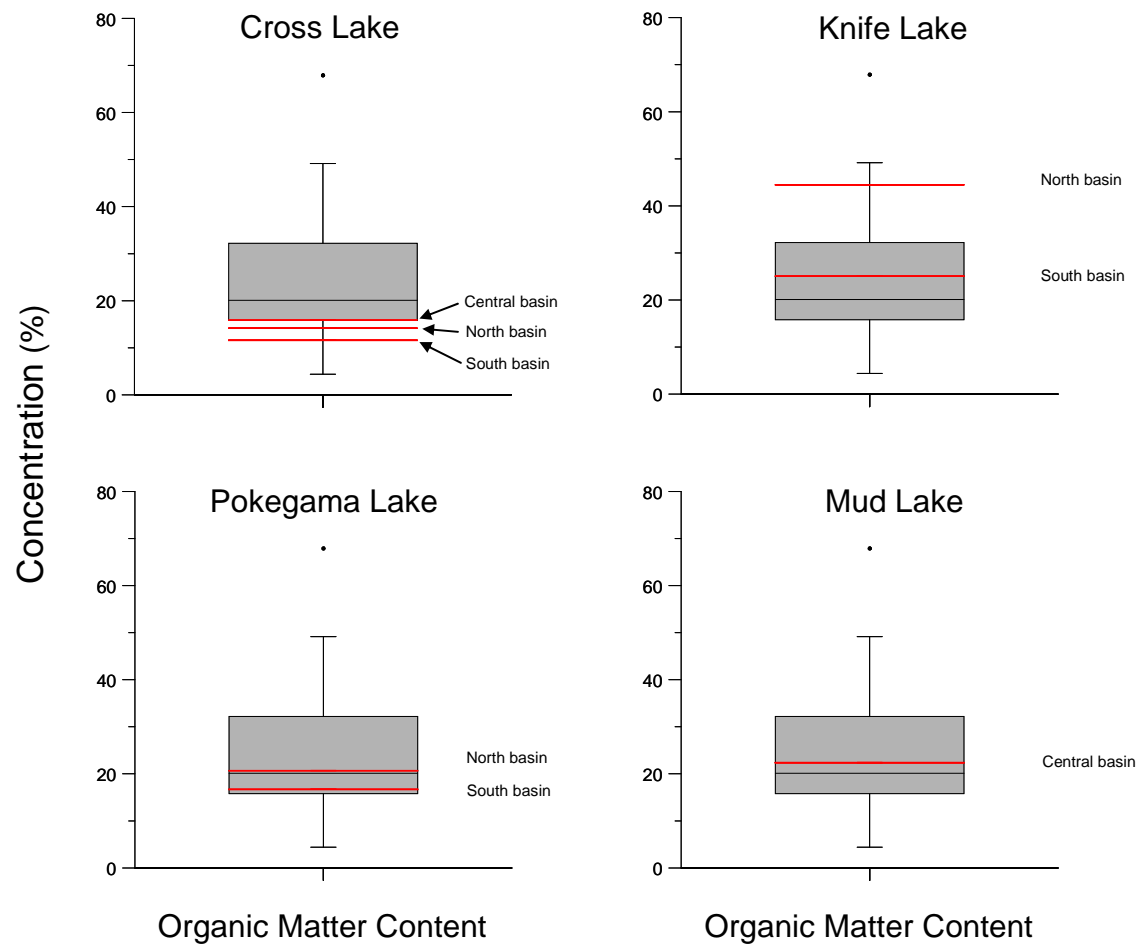 Concentration (%)
Cross Lake
80
60
40
20
0
Central basin
North basin
South basin
Knife Lake
80
60
40
20
0
North basin
South basin
Pokegama Lake
80
60
40
20
0
North basin
South basin
Organic Matter Content
Mud Lake
80
60
40
20
0
Central basin
Organic Matter Content